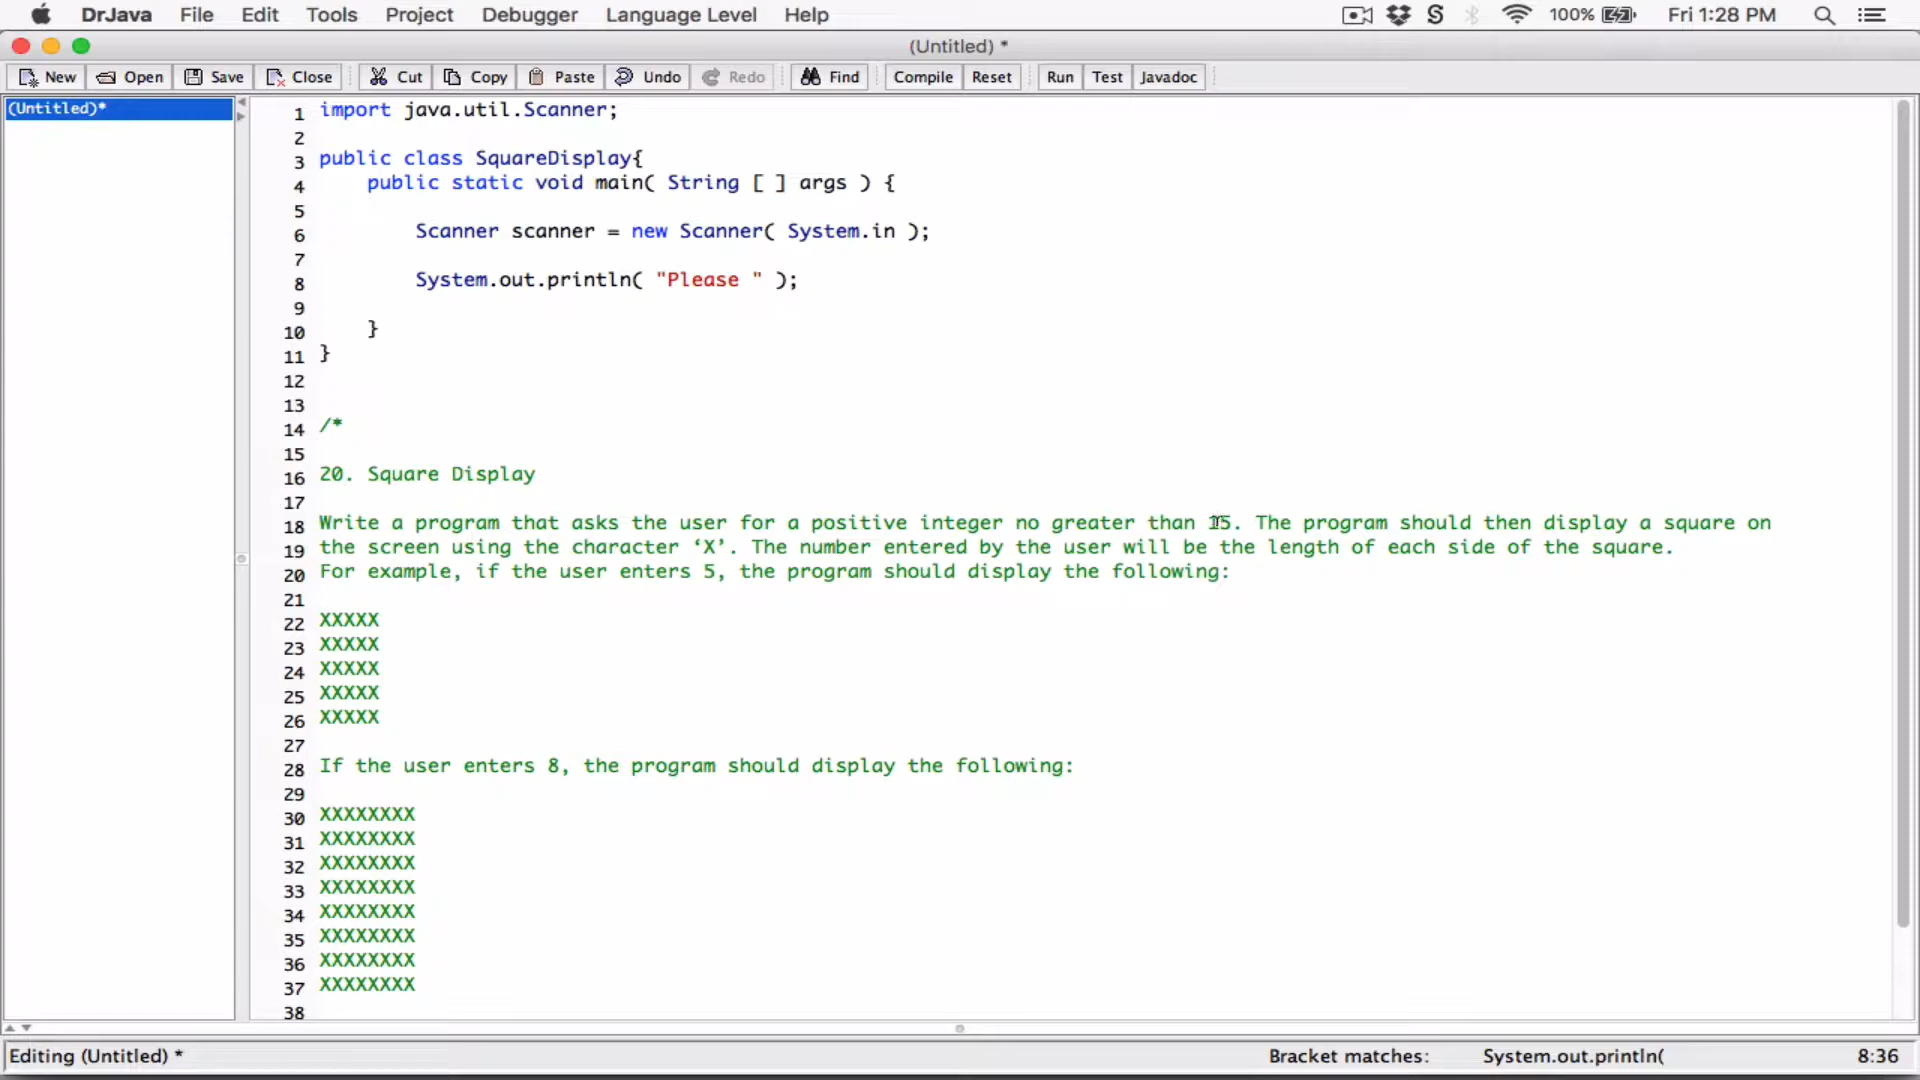 DrJava File Edit Tools Project Debugger Language Level Help 100% Fri 1:28 PM
(Untitled) *
New Open Save Close Cut Copy Paste Undo Redo Find Compile Reset Run Test Javadoc
(Untitled)*
1 import java.util.Scanner;
2
3 public class SquareDisplay{
4 public static void main( String [ ] args ) {
5
6 Scanner scanner = new Scanner( System.in );
7
8 System.out.println( "Please " );
9
10 }
11 }
12
13
14 /*
15
16 20. Square Display
17
18 Write a program that asks the user for a positive integer no greater than 15. The program should then display a square on
19 the screen using the character ‘X’. The number entered by the user will be the length of each side of the square.
20 For example, if the user enters 5, the program should display the following:
21
22 XXXXX
23 XXXXX
24 XXXXX
25 XXXXX
26 XXXXX
27
28 If the user enters 8, the program should display the following:
29
30 XXXXXXXX
31 XXXXXXXX
32 XXXXXXXX
33 XXXXXXXX
34 XXXXXXXX
35 XXXXXXXX
36 XXXXXXXX
37 XXXXXXXX
38
Editing (Untitled) * Bracket matches: System.out.println( 8:36